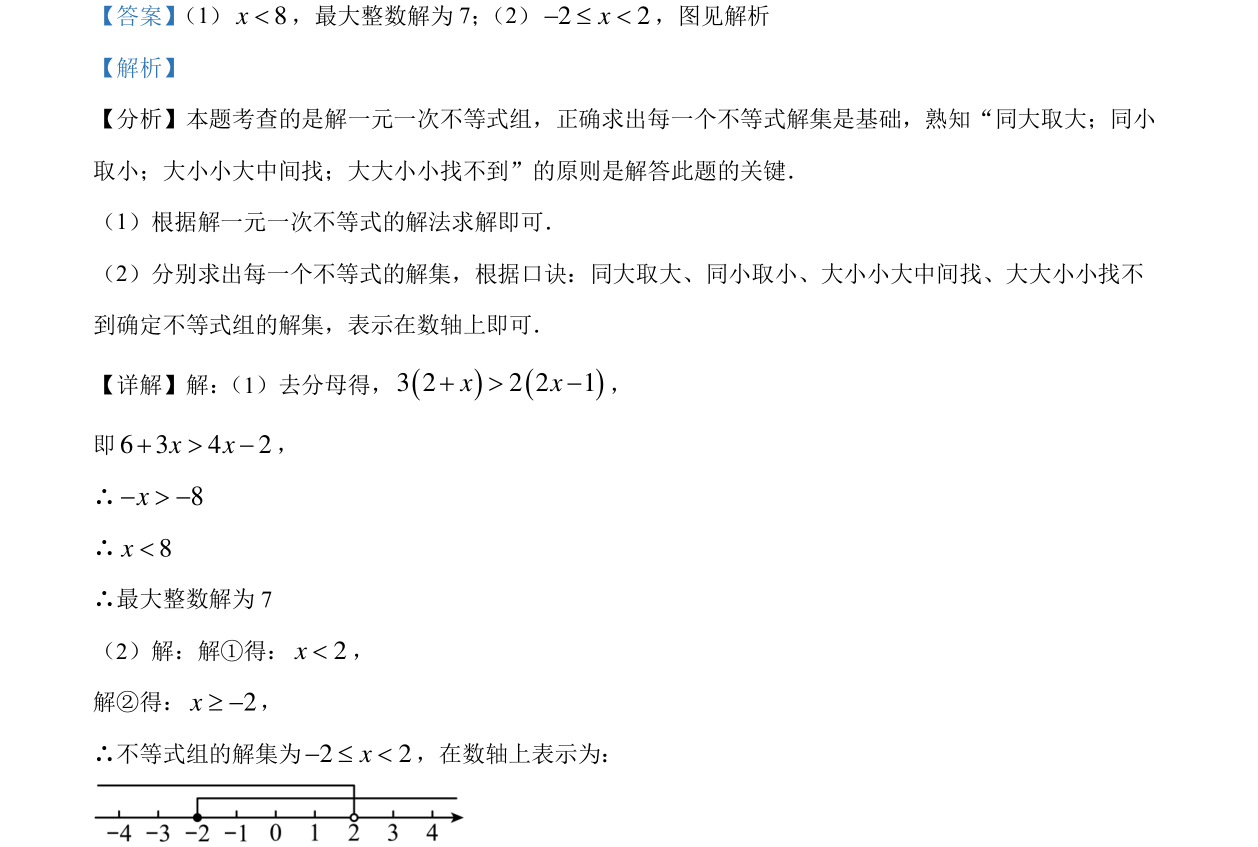 【答案】（1）x<8，最大整数解为 7；（2）−2≤x<2，图见解析
【解析】
【分析】本题考查的是解一元一次不等式组，正确求出每一个不等式解集是基础，熟知“同大取大；同小
取小；大小小大中间找；大大小小找不到”的原则是解答此题的关键．
（1）根据解一元一次不等式的解法求解即可．
（2）分别求出每一个不等式的解集，根据口诀：同大取大、同小取小、大小小大中间找、大大小小找不
到确定不等式组的解集，表示在数轴上即可．
【详解】解：（1）去分母得，3(2+x)>2(2x−1)，
即6+3x>4x−2，
∴−x>−8
∴x<8
∴最大整数解为 7
（2）解：解①得：x<2，
解②得：x≥−2，
∴不等式组的解集为−2≤x<2，在数轴上表示为：
−4 −3 −2 −1 0 1 2 3 4